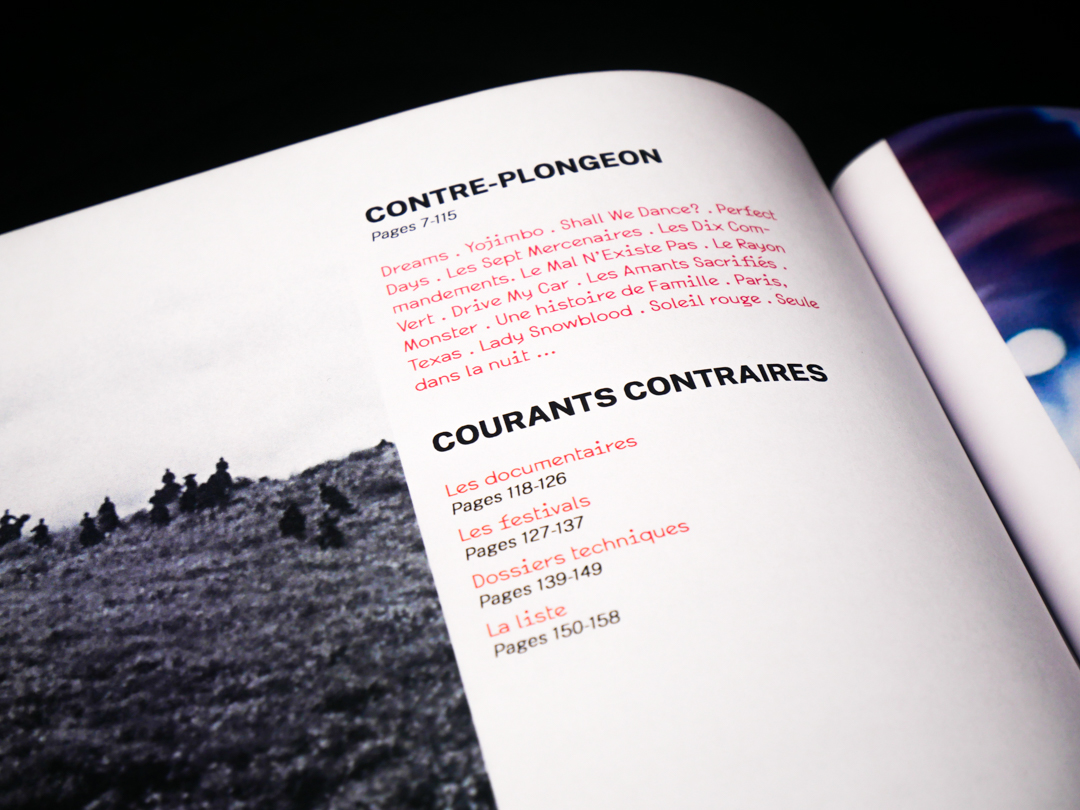 CONTRE-PLONGEON
Pages 7-115
Dreams . Yojimbo . Shall We Dance? . Perfect
Days . Les Sept Mercenaires . Les Dix Com-
mandements. Le Mal N'Existe Pas . Le Rayon
Vert . Drive My Car . Les Amants Sacrifiés .
Monster . Une histoire de Famille . Paris,
Texas . Lady Snowblood . Soleil rouge . Seule
dans la nuit ...
COURANTS CONTRAIRES
Les documentaires
Pages 118-126
Les festivals
Pages 127-137
Dossiers techniques
Pages 139-149
La liste
Pages 150-158